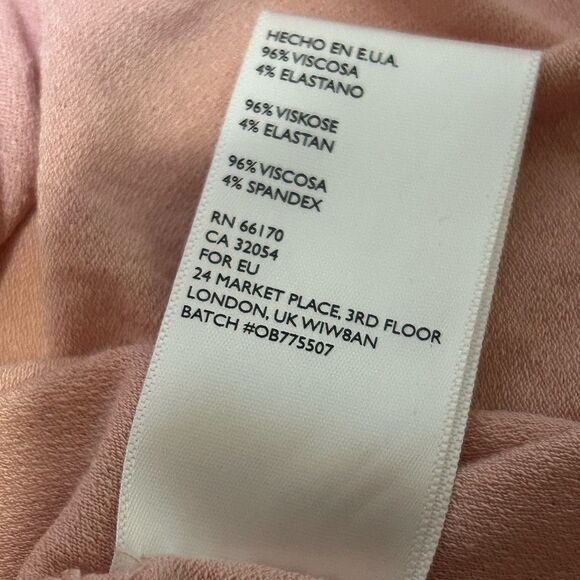 HECHO EN E.U.A.
96% VISCOSA
4% ELASTANO
96% VISKOSE
4% ELASTAN
96% VISCOSA
4% SPANDEX
RN 66170
CA 32054
FOR EU
24 MARKET PLACE, 3RD FLOOR
LONDON, UK W1W8AN
BATCH #OB775507